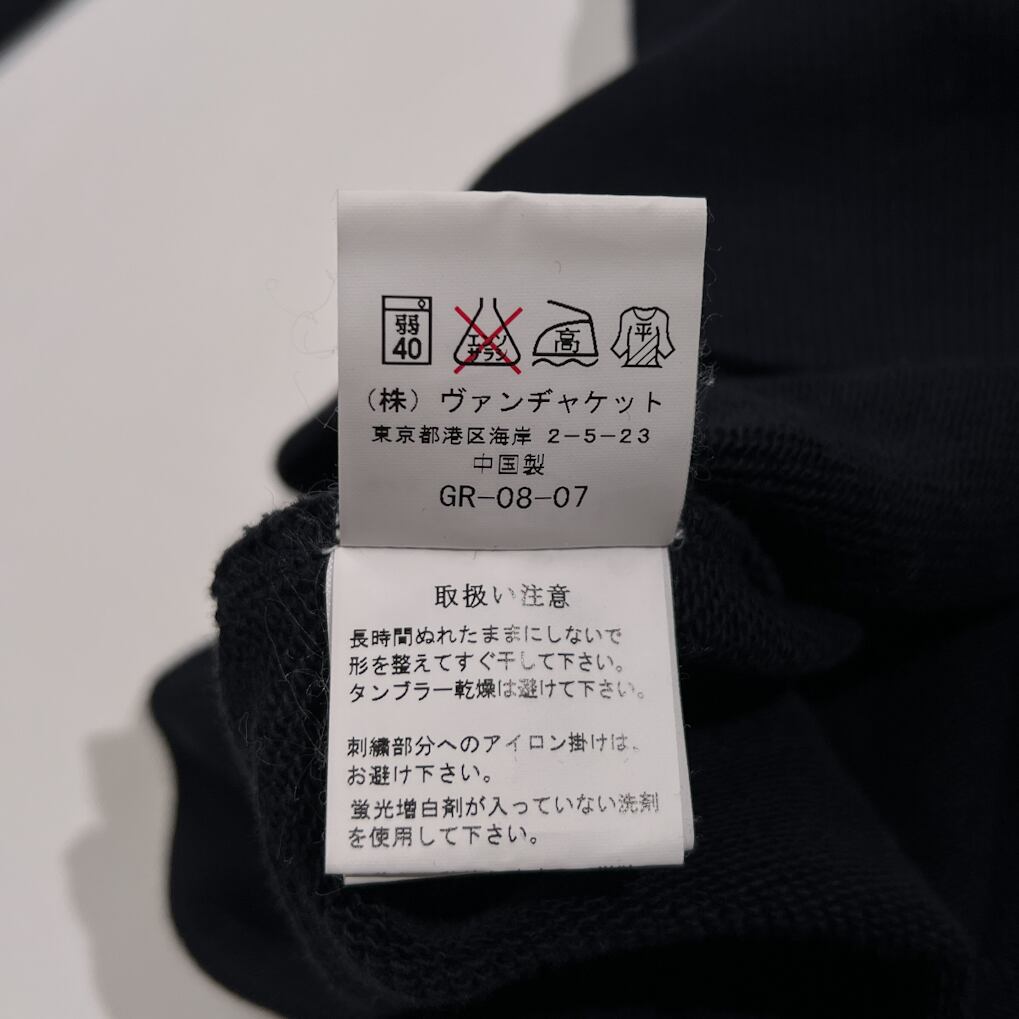 弱
40
エンソ
サラシ
高
平
（株）ヴァンヂャケット
東京都港区海岸 2-5-23
中国製
GR-08-07
取扱い注意
長時間ぬれたままにしないで
形を整えてすぐ干して下さい。
タンブラー乾燥は避けて下さい。
刺繍部分へのアイロン掛けは、
お避け下さい。
蛍光増白剤が入っていない洗剤
を使用して下さい。